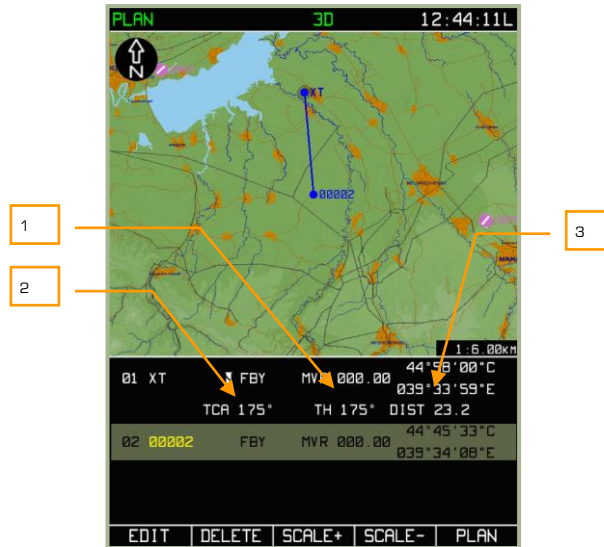 PLAN 3D 12:44:11L
N
XT
00002
1
2
3
1:5.00км
01 XT FBY MVR 000.00 44°58'00"C
039°33'59"E
TCA 175° TH 175° DIST 23.2
02 00002 FBY MVR 000.00 44°45'33"C
039°34'08"E
EDIT DELETE SCALE+ SCALE- PLAN